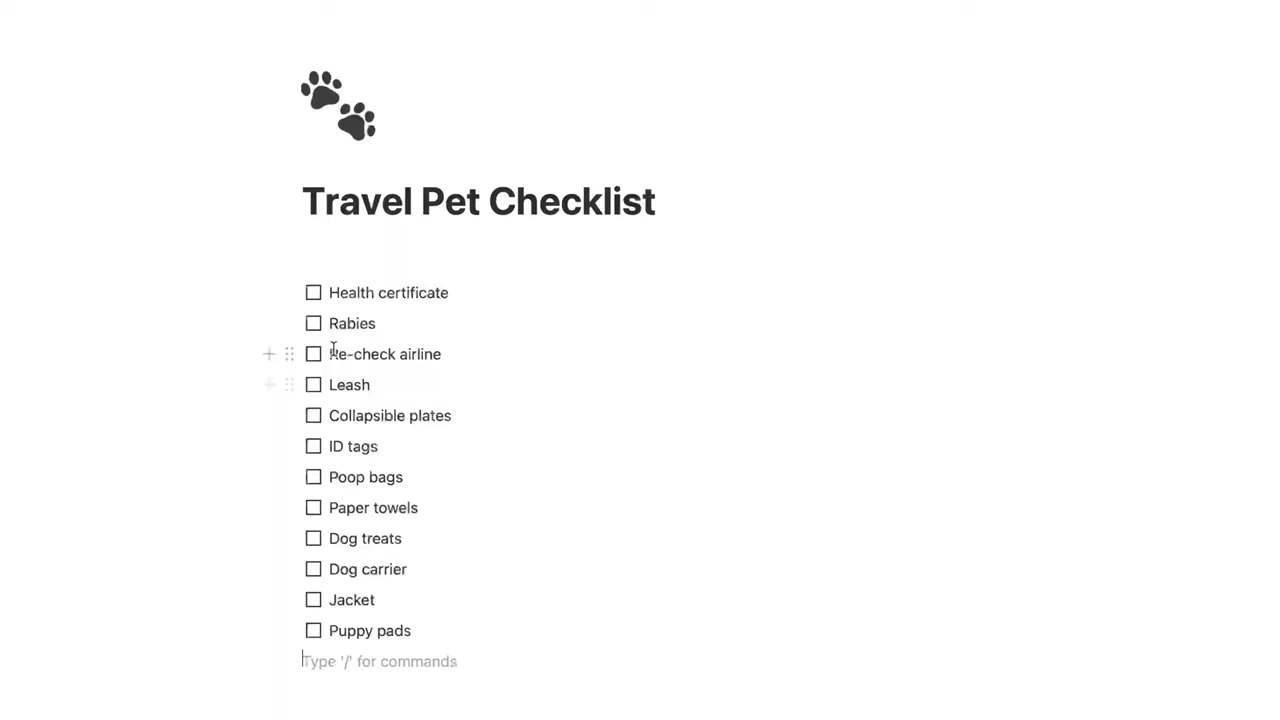 Travel Pet Checklist
Health certificate
Rabies
Re-check airline
Leash
Collapsible plates
ID tags
Poop bags
Paper towels
Dog treats
Dog carrier
Jacket
Puppy pads
Type '/' for commands